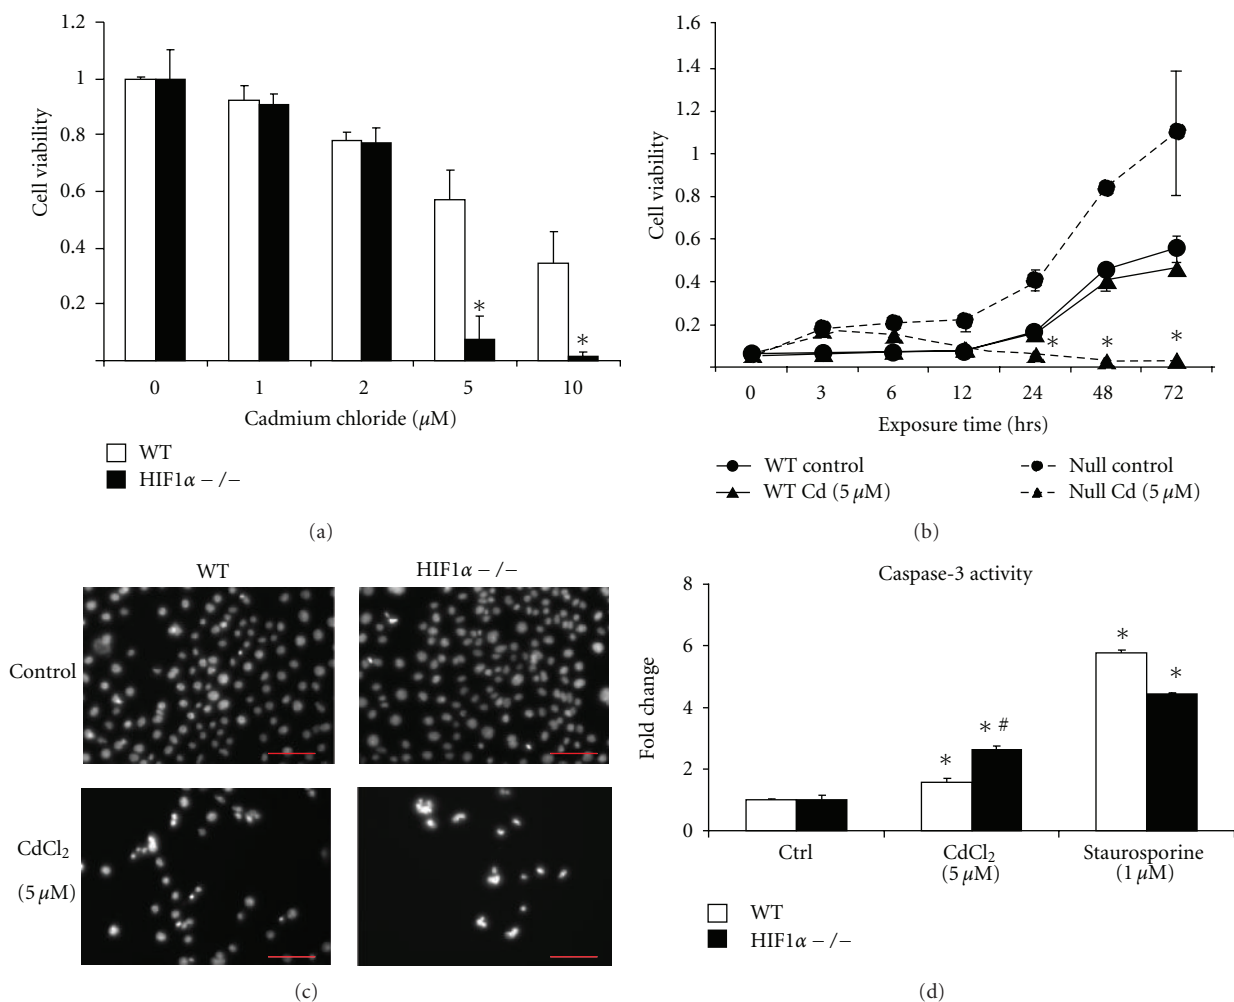 1.2
1
0.8
0.6
0.4
0.2
Cell viability
*
*
0 1 2 5 10
Cadmium chloride (μM)
WT
HIF1α −/−
(a)
1.6
1.4
1.2
1
0.8
0.6
0.4
0.2
Cell viability
* * *
0 3 6 12 24 48 72
Exposure time (hrs)
WT control
WT Cd (5 μM)
Null control
Null Cd (5 μM)
(b)
WT HIF1α −/−
Control
CdCl₂
(5 μM)
(c)
Caspase-3 activity
8
6
4
2
0
Fold change
*
* #
*
*
Ctrl CdCl₂ Staurosporine
(5 μM) (1 μM)
WT
HIF1α −/−
(d)